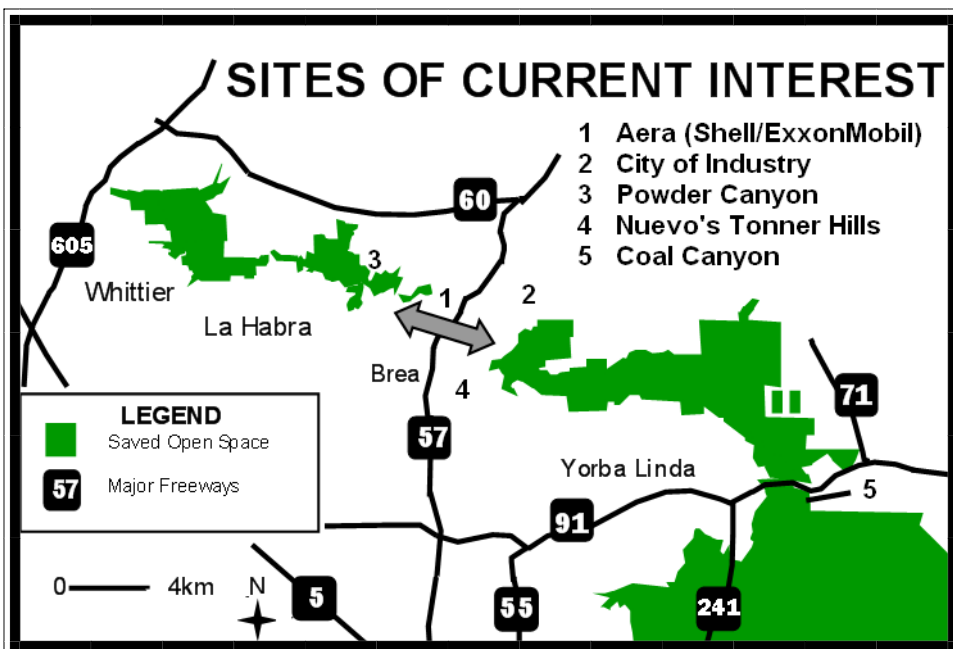 SITES OF CURRENT INTEREST
1 Aera (Shell/ExxonMobil)
2 City of Industry
3 Powder Canyon
4 Nuevo's Tonner Hills
5 Coal Canyon
60
605
3
Whittier
1
2
La Habra
Brea
4
71
LEGEND
Saved Open Space
57
Major Freeways
57
Yorba Linda
5
91
0 4km
N
5
55
241